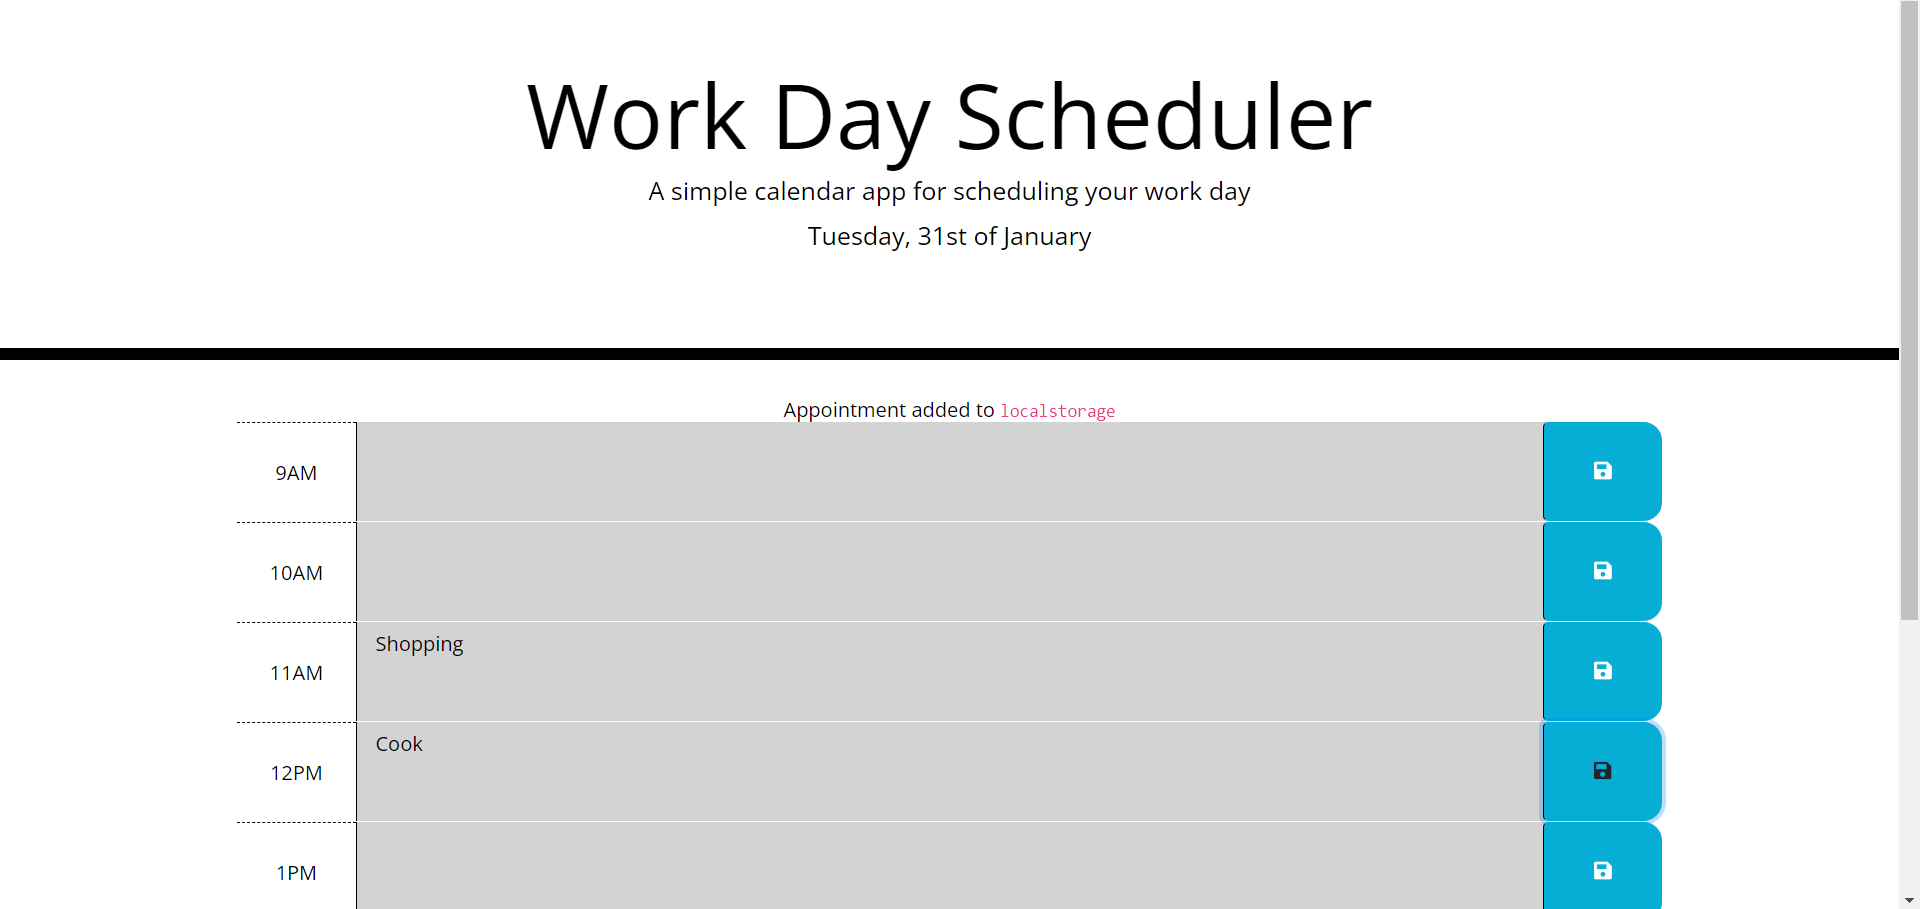 Work Day Scheduler
A simple calendar app for scheduling your work day
Tuesday, 31st of January
Appointment added to localstorage
9AM
10AM
11AM Shopping
12PM Cook
1PM